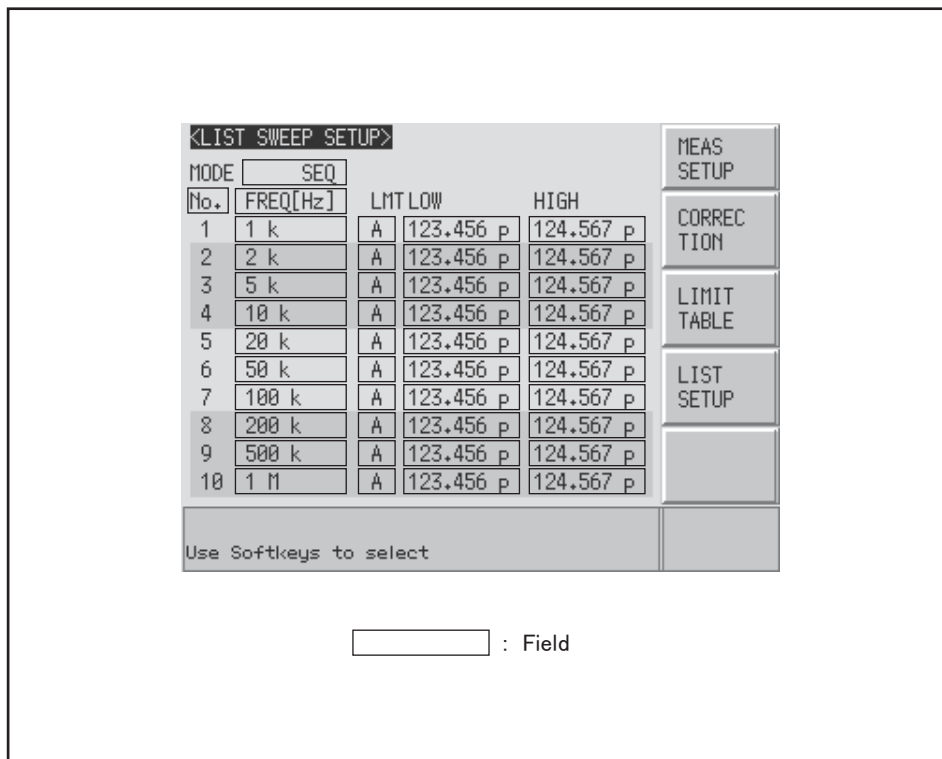 <LIST SWEEP SETUP>
MODE SEQ
No. FREQ[Hz] LMT LOW HIGH
1 1 k A 123.456 p 124.567 p
2 2 k A 123.456 p 124.567 p
3 5 k A 123.456 p 124.567 p
4 10 k A 123.456 p 124.567 p
5 20 k A 123.456 p 124.567 p
6 50 k A 123.456 p 124.567 p
7 100 k A 123.456 p 124.567 p
8 200 k A 123.456 p 124.567 p
9 500 k A 123.456 p 124.567 p
10 1 M A 123.456 p 124.567 p
MEAS
SETUP
CORREC
TION
LIMIT
TABLE
LIST
SETUP
Use Softkeys to select
: Field